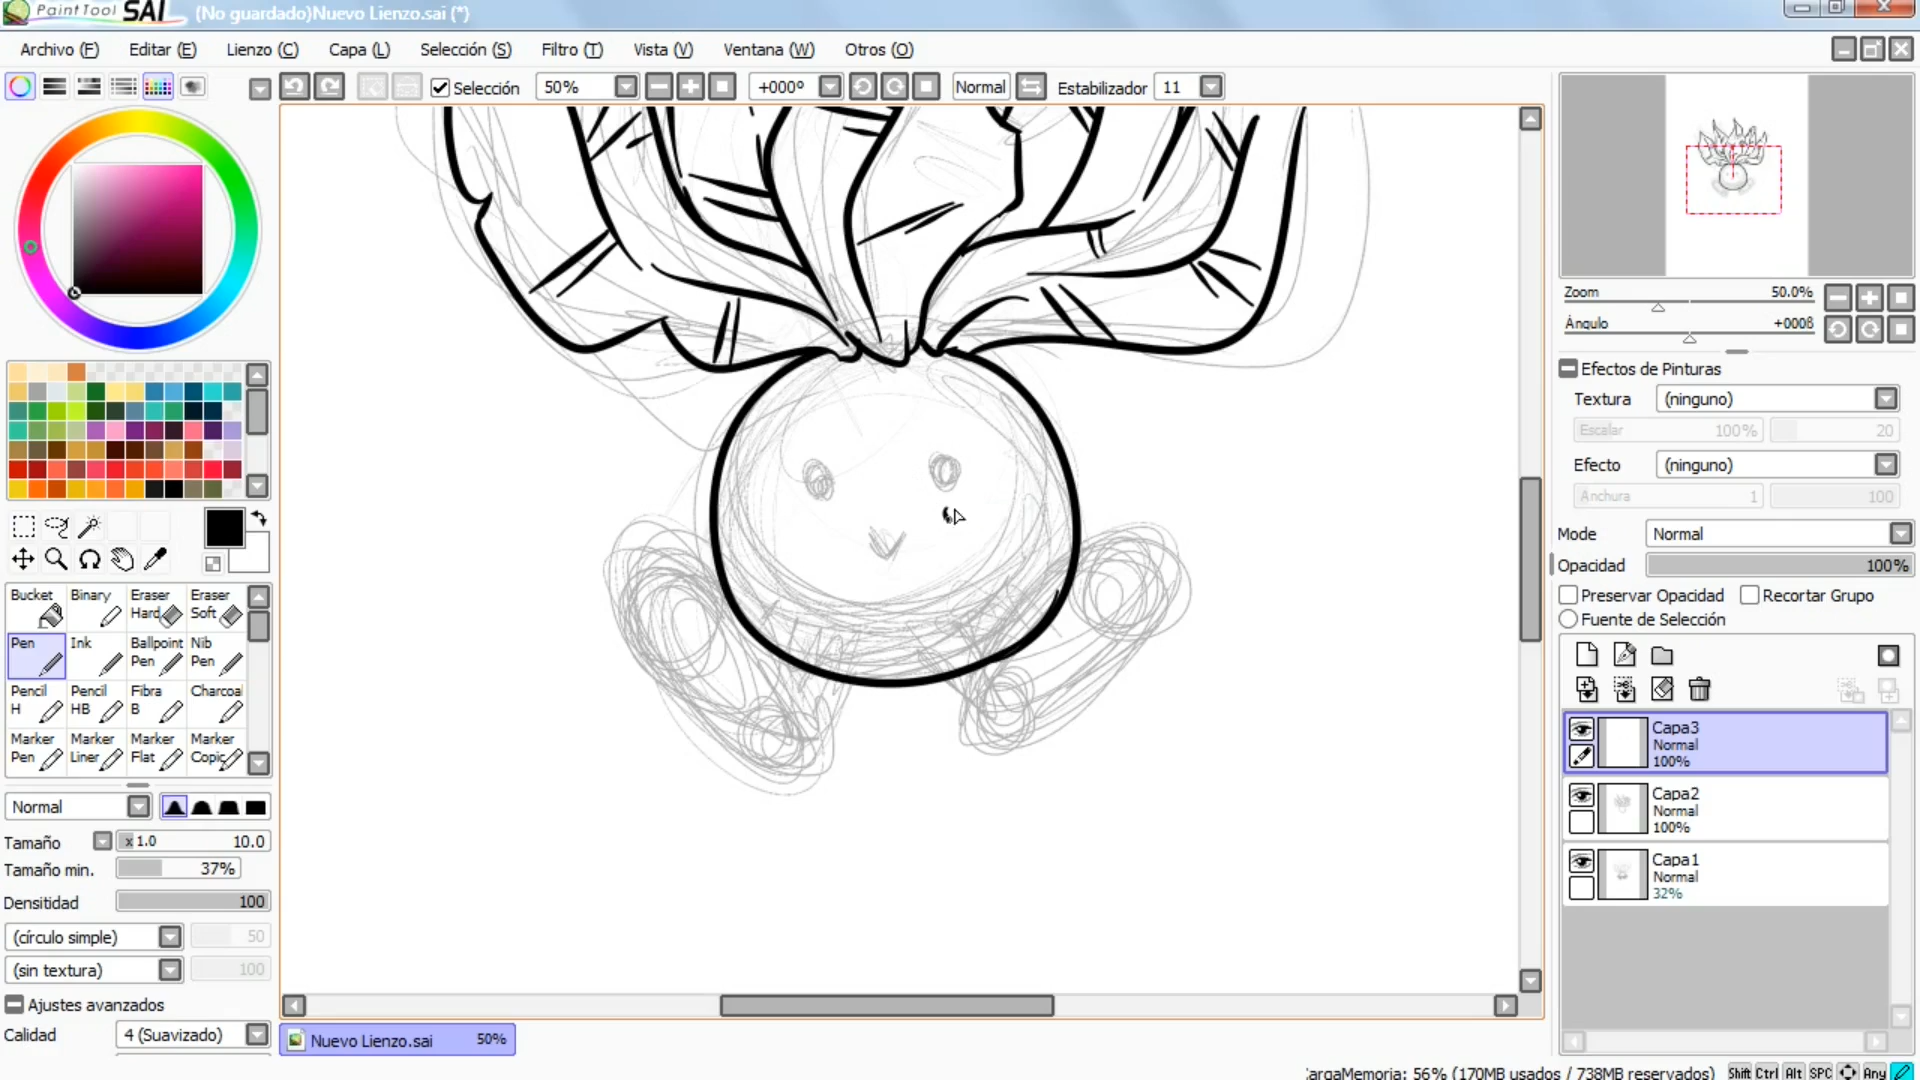 PaintTool SAI (No guardado)Nuevo Lienzo.sai (*)
Archivo (F) Editar (E) Lienzo (C) Capa (L) Selección (S) Filtro (T) Vista (V) Ventana (W) Otros (O)
Selección 50% +000º Normal Estabilizador 11
Zoom 50.0%
Ángulo +000ß
Efectos de Pinturas
Textura (ninguno)
Escalar 100% 20
Efecto (ninguno)
Anchura 1 100
Mode Normal
Opacidad 100%
Preservar Opacidad Recortar Grupo
Fuente de Selección
Capa3
Normal
100%
Capa2
Normal
100%
Capa1
Normal
32%
Bucket Binary Eraser Hard Eraser Soft
Pen Ink Ballpoint Pen Nib Pen
Pencil H Pencil HB Fibra B Charcoal
Marker Pen Marker Liner Marker Flat Marker Copic
Normal
Tamaño x 1.0 10.0
Tamaño min. 37%
Densitidad 100
(círculo simple) 50
(sin textura) 100
Ajustes avanzados
Calidad 4 (Suavizado)
Nuevo Lienzo.sai 50%
argaMemoria: 56% (170MB usados / 738MB reservados) Shift Ctrl Alt SPC Any